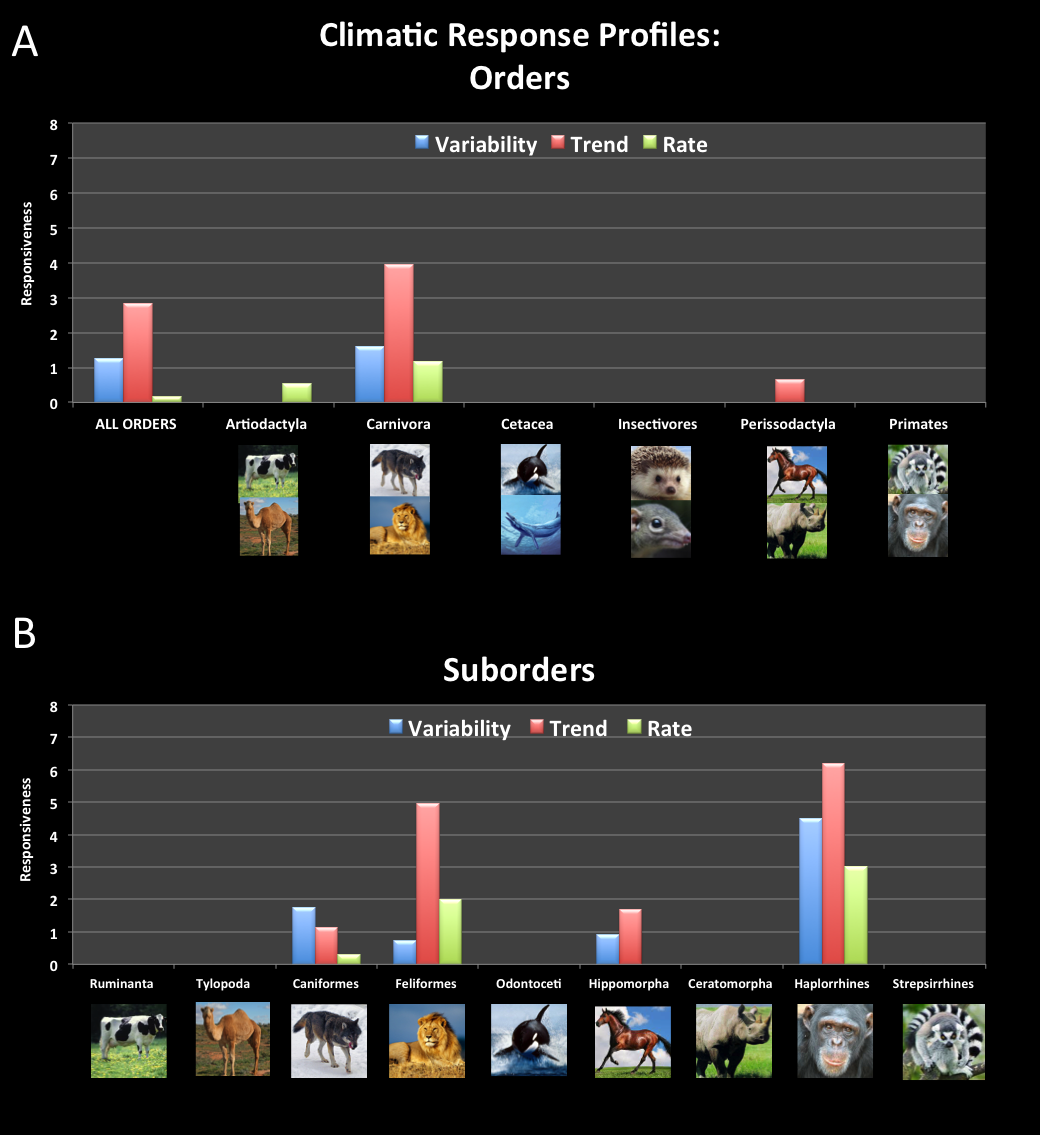 A
Climatic Response Profiles:
Orders
8
7
6
5
4
3
2
1
0
Responsiveness
Variability Trend Rate
ALL ORDERS Artiodactyla Carnivora Cetacea Insectivores Perissodactyla Primates
B
Suborders
8
7
6
5
4
3
2
1
0
Responsiveness
Variability Trend Rate
Ruminanta Tylopoda Caniformes Feliformes Odontoceti Hippomorpha Ceratomorpha Haplorrhines Strepsirrhines